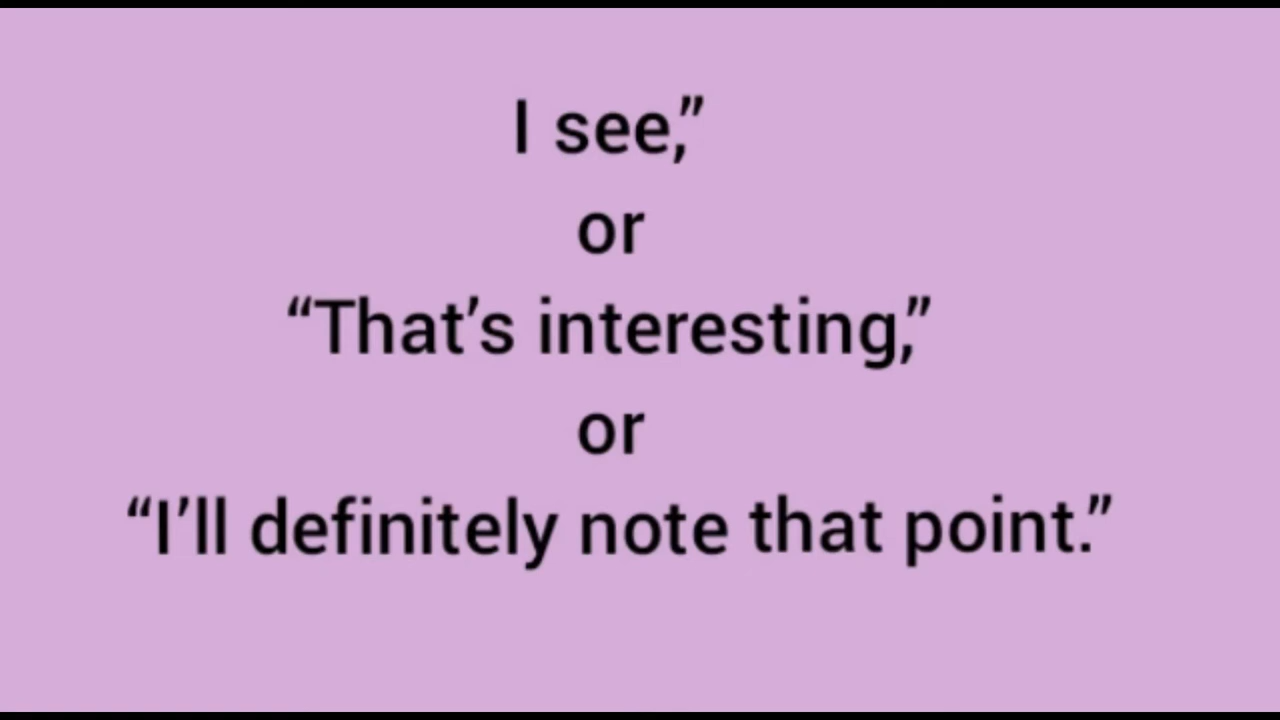 I see,”
or
“That’s interesting,”
or
“I’ll definitely note that point.”